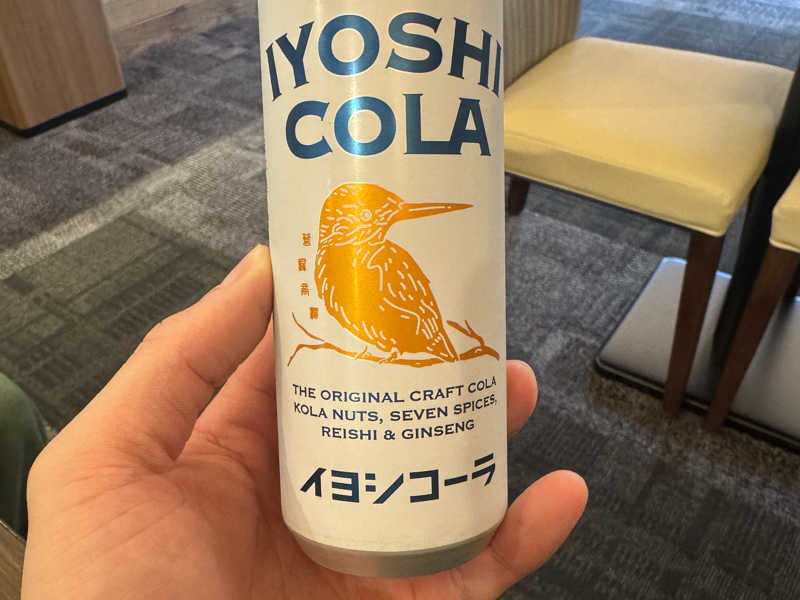 IYOSHI
COLA
THE ORIGINAL CRAFT COLA
KOLA NUTS, SEVEN SPICES,
REISHI & GINSENG
イヨシコーラ